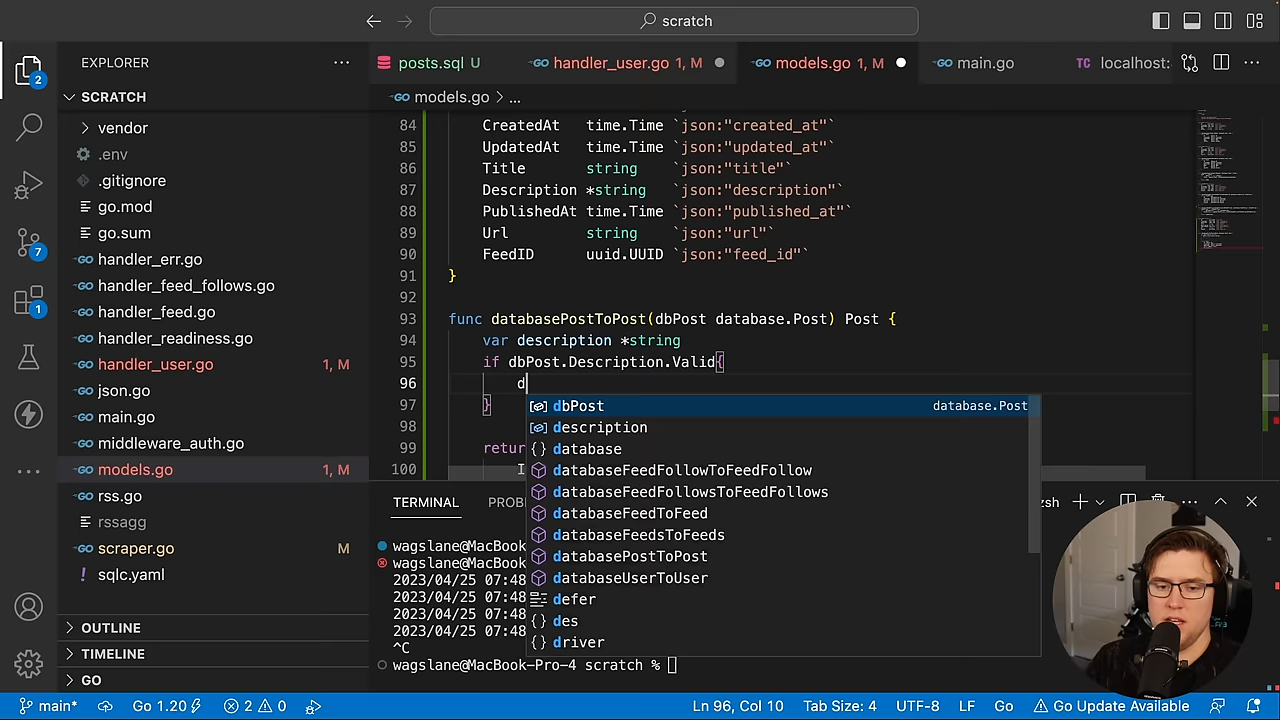 scratch
2
EXPLORER
SCRATCH
vendor
.env
.gitignore
go.mod
go.sum
handler_err.go
handler_feed_follows.go
handler_feed.go
handler_readiness.go
handler_user.go 1, M
json.go
main.go
middleware_auth.go
models.go 1, M
rss.go
rssagg
scraper.go M
sqlc.yaml
OUTLINE
TIMELINE
GO
7
1
posts.sql U
GO handler_user.go 1, M
GO models.go 1, M
GO main.go
TC localhost:
GO models.go > ...
84 CreatedAt time.Time `json:"created_at"`
85 UpdatedAt time.Time `json:"updated_at"`
86 Title string `json:"title"`
87 Description *string `json:"description"`
88 PublishedAt time.Time `json:"published_at"`
89 Url string `json:"url"`
90 FeedID uuid.UUID `json:"feed_id"`
91 }
92
93 func databasePostToPost(dbPost database.Post) Post {
94 var description *string
95 if dbPost.Description.Valid{
96 d
97 }
98
99 retur
100 I
dbPost database.Post
description
database
databaseFeedFollowToFeedFollow
databaseFeedFollowsToFeedFollows
databaseFeedToFeed
databaseFeedsToFeeds
databasePostToPost
databaseUserToUser
defer
des
driver
TERMINAL PROB zsh
wagslane@MacBook
wagslane@MacBook
2023/04/25 07:48
2023/04/25 07:48
2023/04/25 07:48
2023/04/25 07:48
^C
wagslane@MacBook-Pro-4 scratch %
main* Go 1.20 2 0 Ln 96, Col 10 Tab Size: 4 UTF-8 LF Go Go Update Available